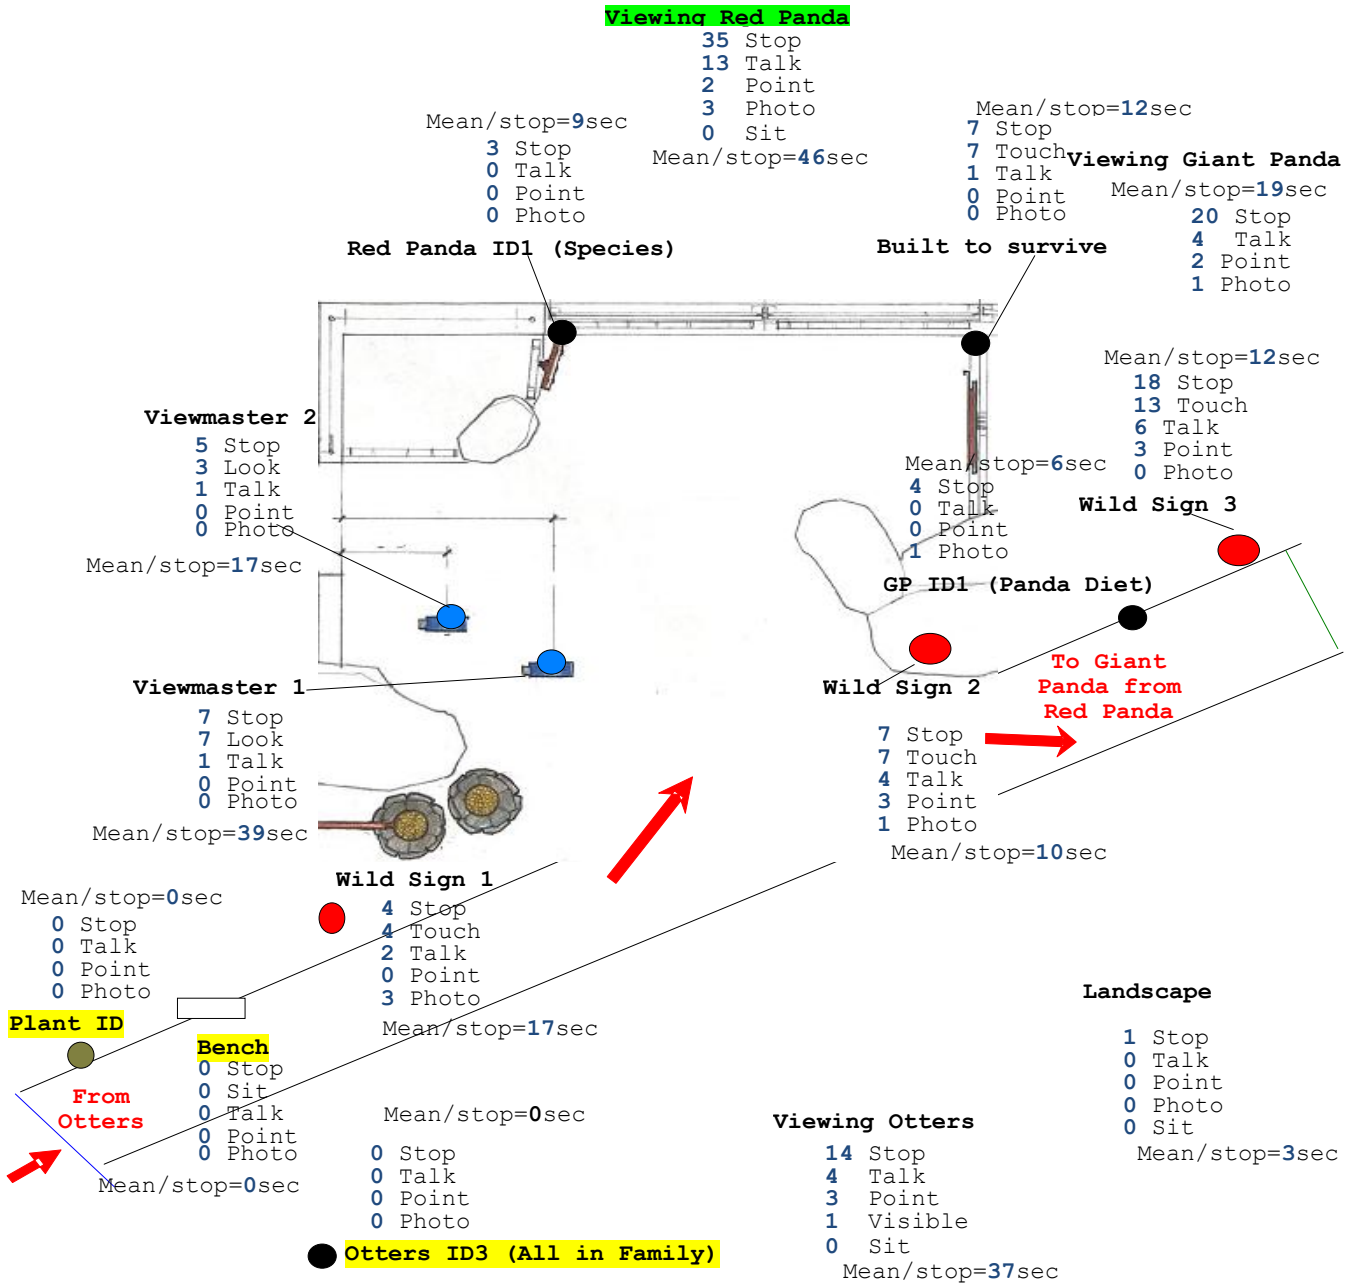 Viewing Red Panda
35 Stop
13 Talk
2 Point
3 Photo
0 Sit
Mean/stop=46sec
Mean/stop=9sec
3 Stop
0 Talk
0 Point
0 Photo
Red Panda ID1 (Species)
Mean/stop=12sec
7 Stop
7 Touch
1 Talk
0 Point
0 Photo
Built to survive
Viewing Giant Panda
Mean/stop=19sec
20 Stop
4 Talk
2 Point
1 Photo
Mean/stop=12sec
18 Stop
13 Touch
6 Talk
3 Point
0 Photo
Wild Sign 3
Viewmaster 2
5 Stop
3 Look
1 Talk
0 Point
0 Photo
Mean/stop=17sec
Mean/stop=6sec
4 Stop
0 Talk
0 Point
1 Photo
GP ID1 (Panda Diet)
To Giant
Panda from
Red Panda
Viewmaster 1
7 Stop
7 Look
1 Talk
0 Point
0 Photo
Mean/stop=39sec
Wild Sign 2
7 Stop
7 Touch
4 Talk
3 Point
1 Photo
Mean/stop=10sec
Wild Sign 1
4 Stop
4 Touch
2 Talk
0 Point
3 Photo
Mean/stop=17sec
Mean/stop=0sec
0 Stop
0 Talk
0 Point
0 Photo
Plant ID
Bench
0 Stop
0 Sit
0 Talk
0 Point
0 Photo
Mean/stop=0sec
From
Otters
Mean/stop=0sec
0 Stop
0 Talk
0 Point
0 Photo
Otters ID3 (All in Family)
Viewing Otters
14 Stop
4 Talk
3 Point
1 Visible
0 Sit
Mean/stop=37sec
Landscape
1 Stop
0 Talk
0 Point
0 Photo
0 Sit
Mean/stop=3sec